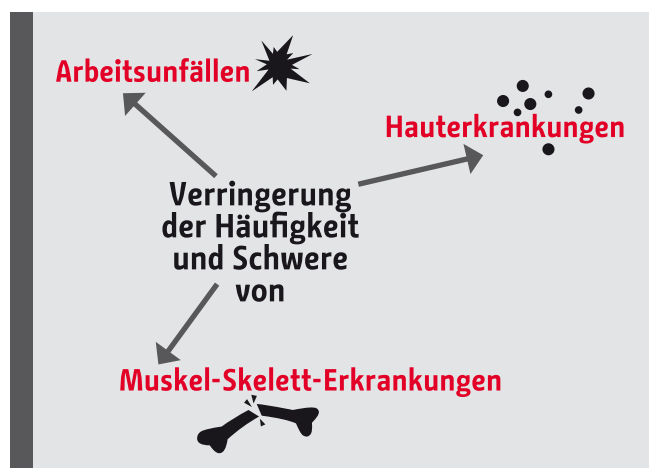 Arbeitsunfällen
Hauterkrankungen
Verringerung
der Häufigkeit
und Schwere
von
Muskel-Skelett-Erkrankungen